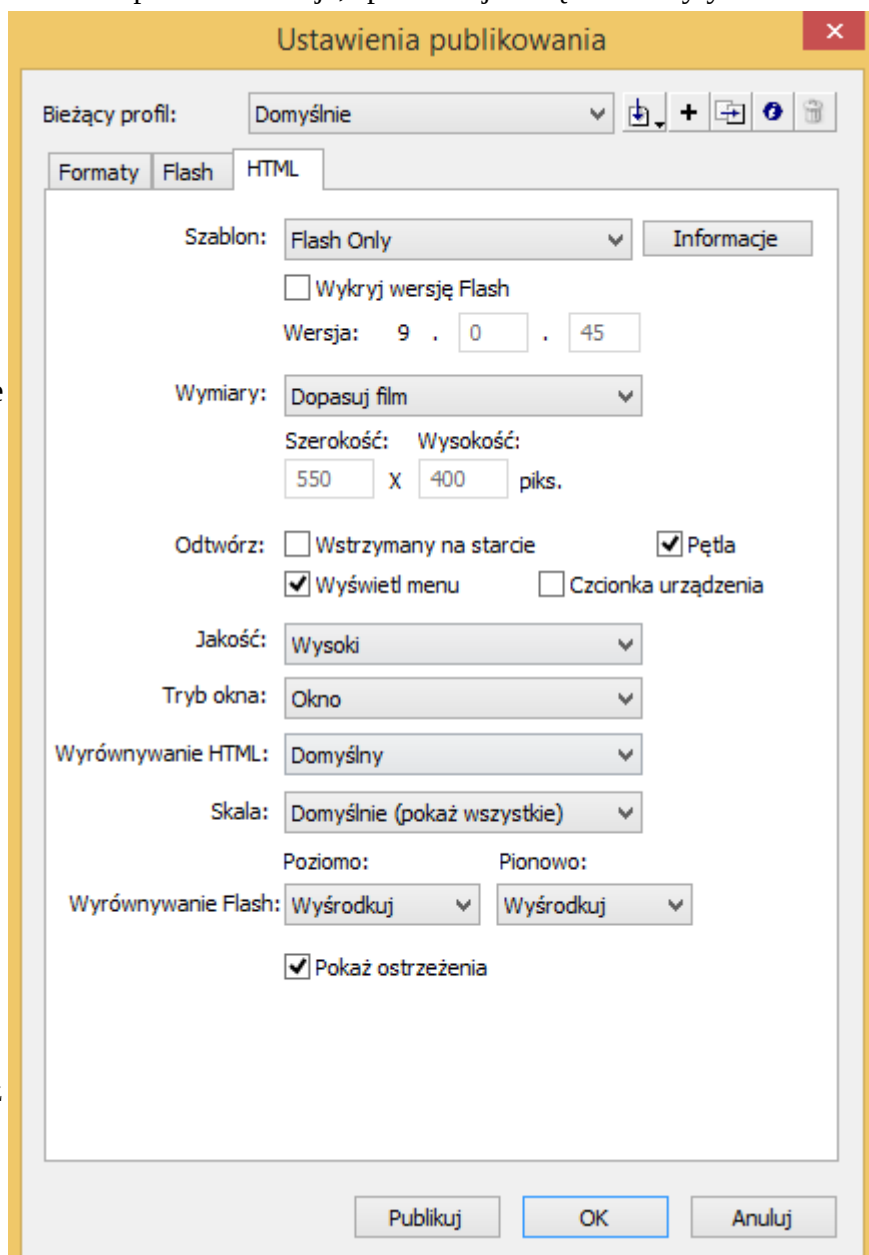 Ustawienia publikowania
Bieżący profil: Domyślnie
Formaty Flash HTML
Szablon: Flash Only Informacje
Wykryj wersję Flash
Wersja: 9 . 0 . 45
Wymiary: Dopasuj film
Szerokość: Wysokość:
550 X 400 piks.
Odtwórz: Wstrzymany na starcie Pętla
Wyświetl menu Czcionka urządzenia
Jakość: Wysoki
Tryb okna: Okno
Wyrównywanie HTML: Domyślny
Skala: Domyślnie (pokaż wszystkie)
Poziomo: Pionowo:
Wyrównywanie Flash: Wyśrodkuj Wyśrodkuj
Pokaż ostrzeżenia
Publikuj OK Anuluj